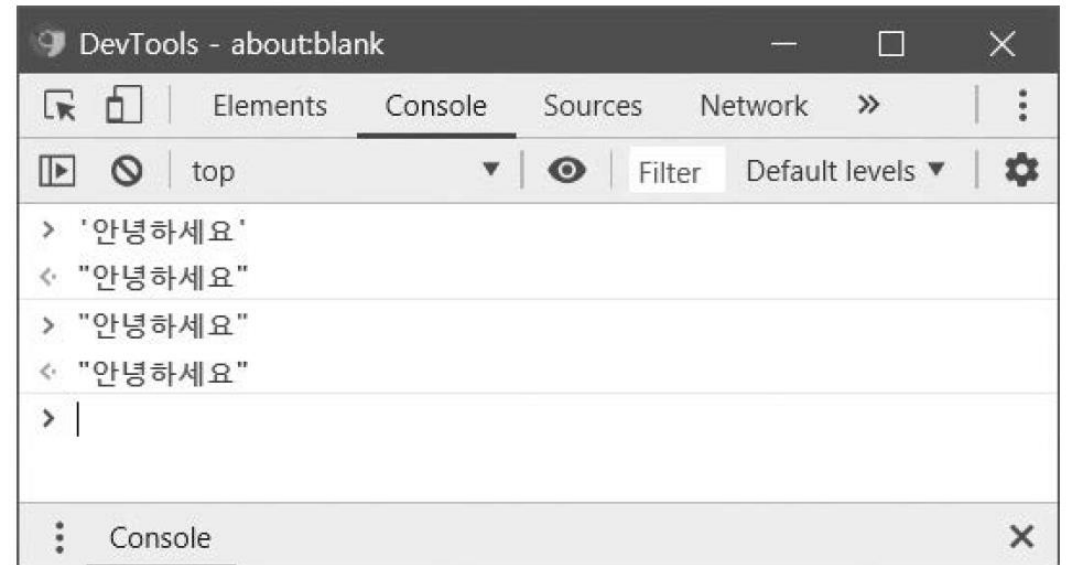 DevTools - about:blank
Elements Console Sources Network »
top ▼ Filter Default levels ▼
> '안녕하세요'
<· "안녕하세요"
> "안녕하세요"
<· "안녕하세요"
>
Console